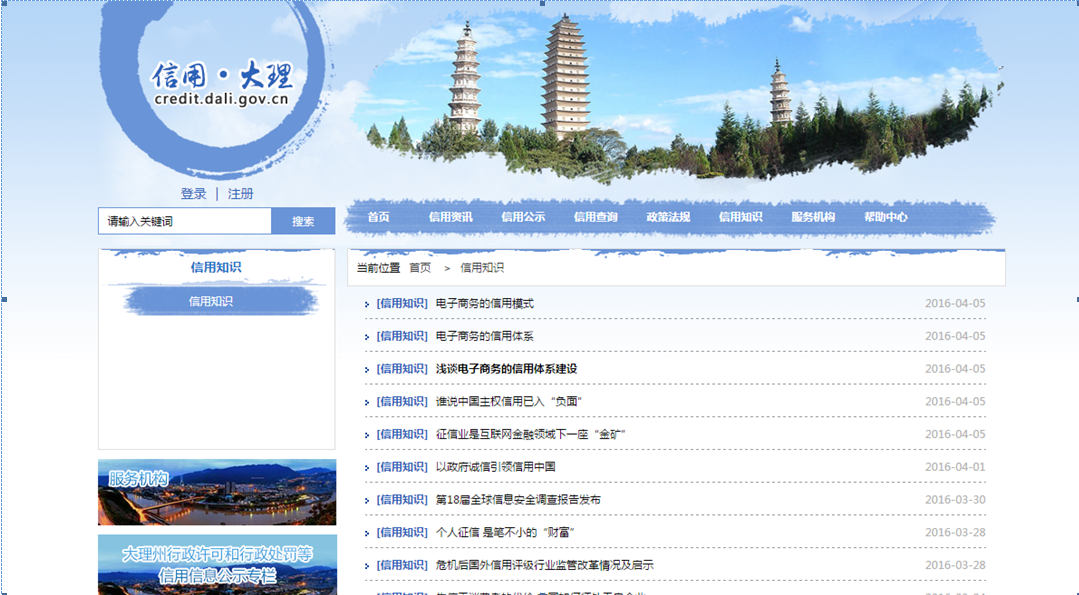 信用·大理
credit.dali.gov.cn
登录 | 注册
请输入关键词 搜索
首页 信用资讯 信用公示 信用查询 政策法规 信用知识 服务机构 帮助中心
信用知识
信用知识
当前位置 首页 > 信用知识
[信用知识] 电子商务的信用模式 2016-04-05
[信用知识] 电子商务的信用体系 2016-04-05
[信用知识] 浅谈电子商务的信用体系建设 2016-04-05
[信用知识] 谁说中国主权信用已入“负面” 2016-04-05
[信用知识] 征信业是互联网金融领域下一座“金矿” 2016-04-05
[信用知识] 以政府诚信引领信用中国 2016-04-01
[信用知识] 第18届全球信息安全调查报告发布 2016-03-30
[信用知识] 个人征信 是笔不小的“财富” 2016-03-28
[信用知识] 危机后国外信用评级行业监管改革情况及启示 2016-03-28
服务机构
大理州行政许可和行政处罚等
信用信息公示专栏